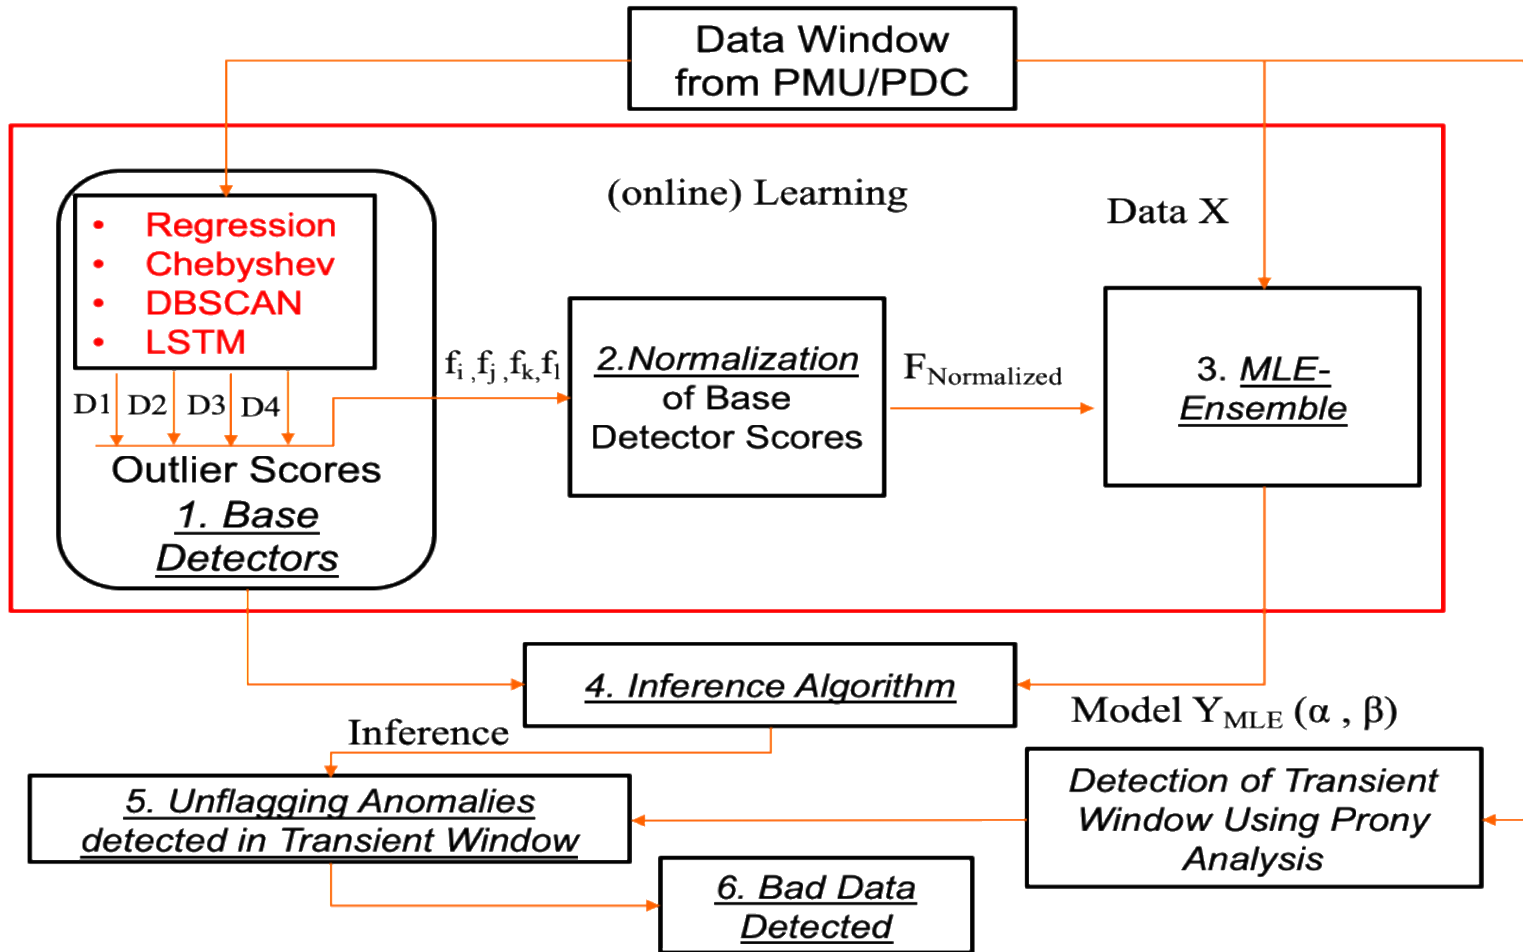 Data Window
from PMU/PDC
(online) Learning
Data X
• Regression
• Chebyshev
• DBSCAN
• LSTM
D1 D2 D3 D4
Outlier Scores
1. Base
Detectors
fi ,fj ,fk,fl
2.Normalization
of Base
Detector Scores
FNormalized
3. MLE-
Ensemble
4. Inference Algorithm
Model YMLE (α , β)
Inference
5. Unflagging Anomalies
detected in Transient Window
Detection of Transient
Window Using Prony
Analysis
6. Bad Data
Detected